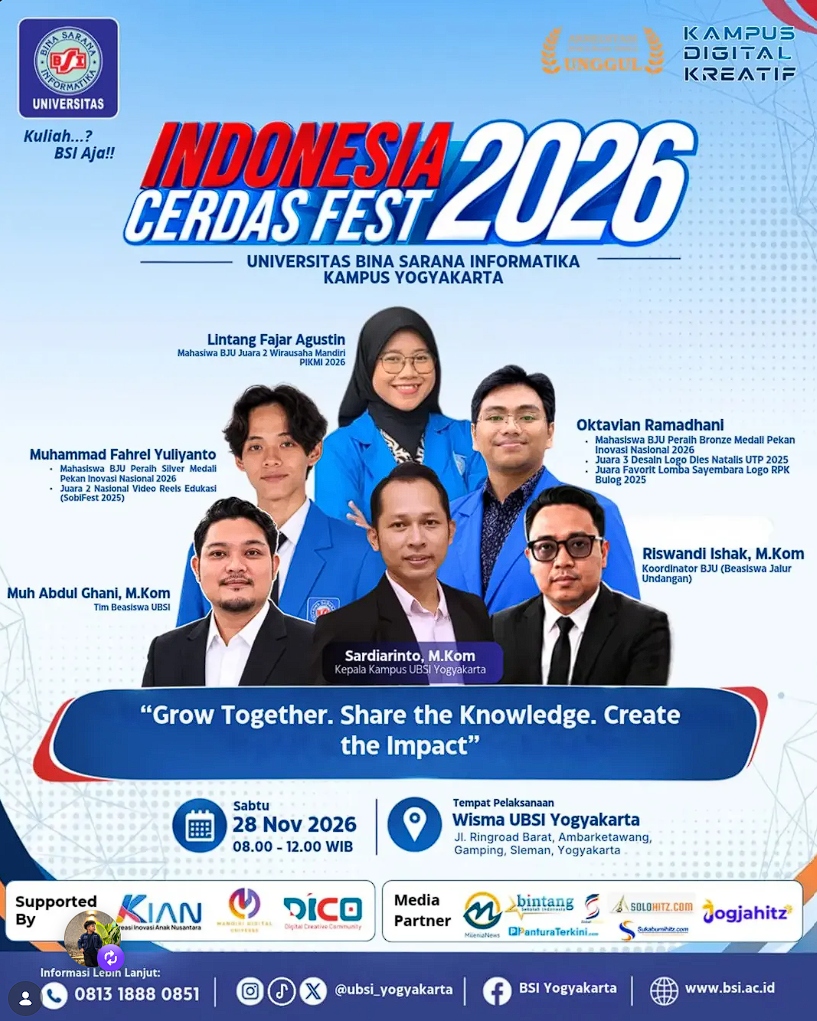 BINA SARANA
BSI
INFORMATIKA
UNIVERSITAS
Kuliah...?
BSI Aja!!
UNGGUL
KAMPUS
DIGITAL
KREATIF
INDONESIA
CERDAS FEST 2026
UNIVERSITAS BINA SARANA INFORMATIKA
KAMPUS YOGYAKARTA
Lintang Fajar Agustin
Mahasiwa BJU Juara 2 Wirausaha Mandiri
PIKMI 2026
Muhammad Fahrel Yuliyanto
• Mahasiswa BJU Peraih Silver Medali
Pekan Inovasi Nasional 2026
• Juara 2 Nasional Video Reels Edukasi
(SobiFest 2025)
Oktavian Ramadhani
• Mahasiswa BJU Peraih Bronze Medali Pekan
Inovasi Nasional 2026
• Juara 3 Desain Logo Dies Natalis UTP 2025
• Juara Favorit Lomba Sayembara Logo RPK
Bulog 2025
Muh Abdul Ghani, M.Kom
Tim Beasiswa UBSI
Sardiarinto, M.Kom
Kepala Kampus UBSI Yogyakarta
Riswandi Ishak, M.Kom
Koordinator BJU (Beasiswa Jalur
Undangan)
“Grow Together. Share the Knowledge. Create
the Impact”
Sabtu
28 Nov 2026
08.00 - 12.00 WIB
Tempat Pelaksanaan
Wisma UBSI Yogyakarta
Jl. Ringroad Barat, Ambarketawang,
Gamping, Sleman, Yogyakarta
Supported
By
KIAN
Kreasi Inovasi Anak Nusantara
DICO
Digital Creative Community
Media
Partner
MilemaNews
bintang
PanturaTerkini.com
SOLOHITZ.COM
Sukabumihitz.com
Jogjahitz
Informasi Lebih Lanjut:
0813 1888 0851
@ubsi_yogyakarta
BSI Yogyakarta
www.bsi.ac.id